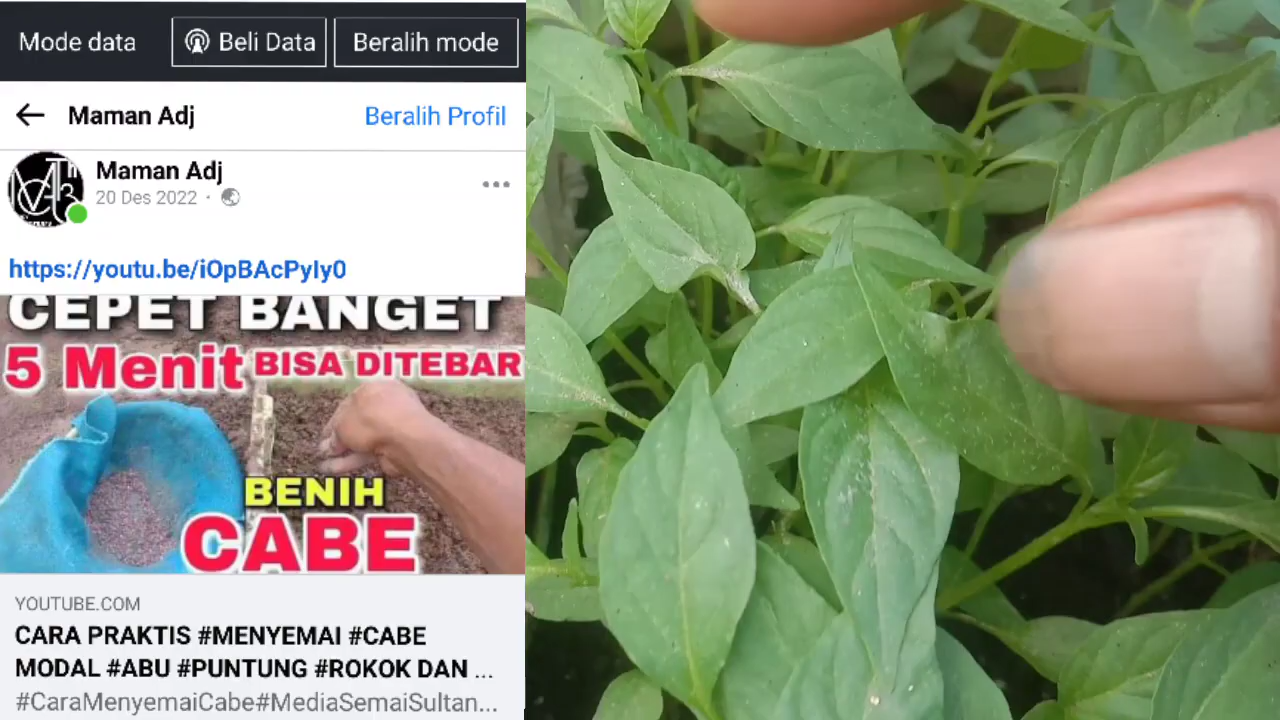 Mode data
Beli Data
Beralih mode
Maman Adj
Beralih Profil
Maman Adj
20 Des 2022 ·
https://youtu.be/iOpBAcPyIy0
CEPET BANGET
5 Menit BISA DITEBAR
BENIH
CABE
YOUTUBE.COM
CARA PRAKTIS #MENYEMAI #CABE
MODAL #ABU #PUNTUNG #ROKOK DAN ...
#CaraMenyemaiCabe#MediaSemaiSultan...